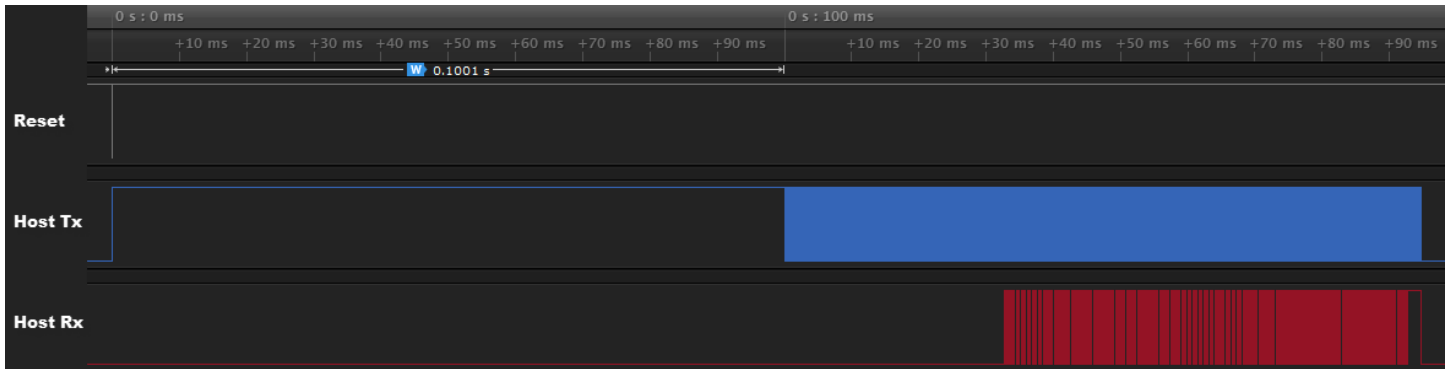 0 s : 0 ms 0 s : 100 ms
+10 ms +20 ms +30 ms +40 ms +50 ms +60 ms +70 ms +80 ms +90 ms +10 ms +20 ms +30 ms +40 ms +50 ms +60 ms +70 ms +80 ms +90 ms
W 0.1001 s
Reset
Host Tx
Host Rx